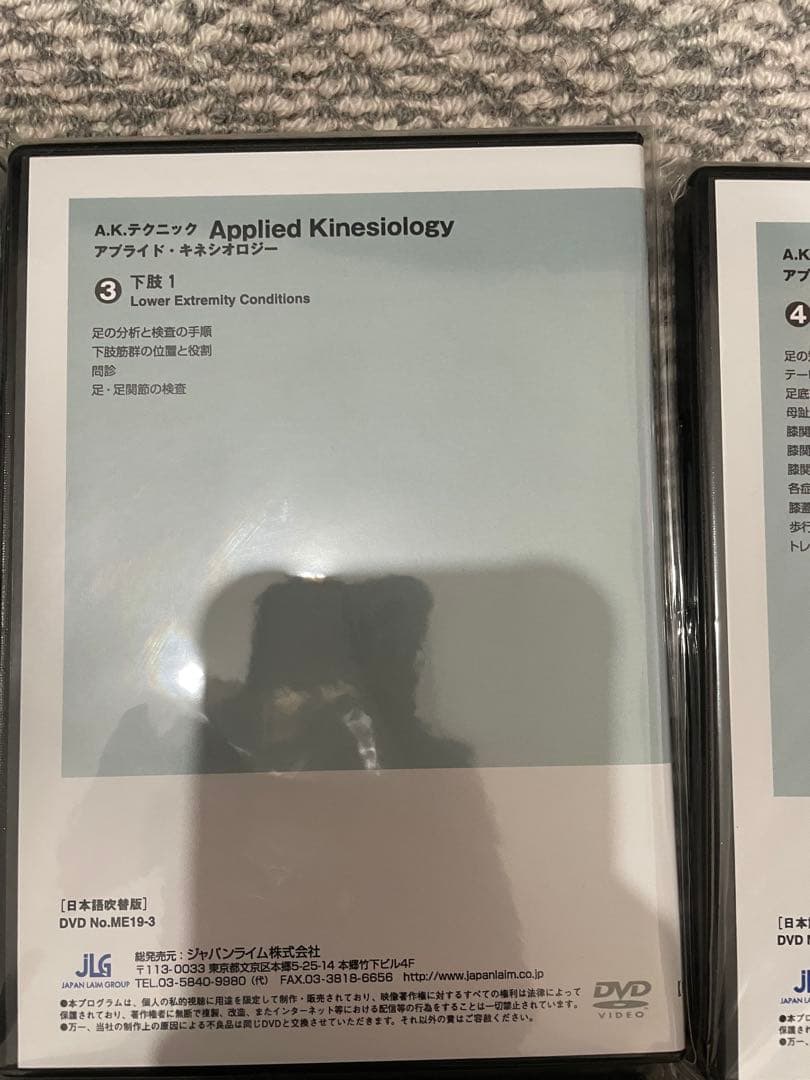 A.K.テクニック Applied Kinesiology
アプライド・キネシオロジー
3 下肢 1
Lower Extremity Conditions
足の分析と検査の手順
下肢筋群の位置と役割
問診
足・足関節の検査
[日本語吹替版]
DVD No.ME19-3
JLG
JAPAN LAIM GROUP
総発売元:ジャパンライム株式会社
〒113-0033 東京都文京区本郷5-25-14 本郷竹下ビル4F
TEL.03-5840-9980(代) FAX.03-3818-6656 http://www.japanlaim.co.jp
●本プログラムは、個人の私的視聴に用途を限定して制作・販売されており、映像著作権に対するすべての権利は法律によって
保護されており、著作権者に無断で複製、改造、またインターネット等における配信等の行為をすることは一切禁止されています。
●万一、当社の制作上の原因による不良品は同じDVDと交換させていただきます。それ以外の責はご容赦ください。
DVD
VIDEO
A.K
アプ
4
足の
テー
足底
母趾
膝関
膝関
膝関
各症
膝蓋
歩行
トレ
[日本
DVD
JL
JAPAN
●本プロ
保護され
●万一、